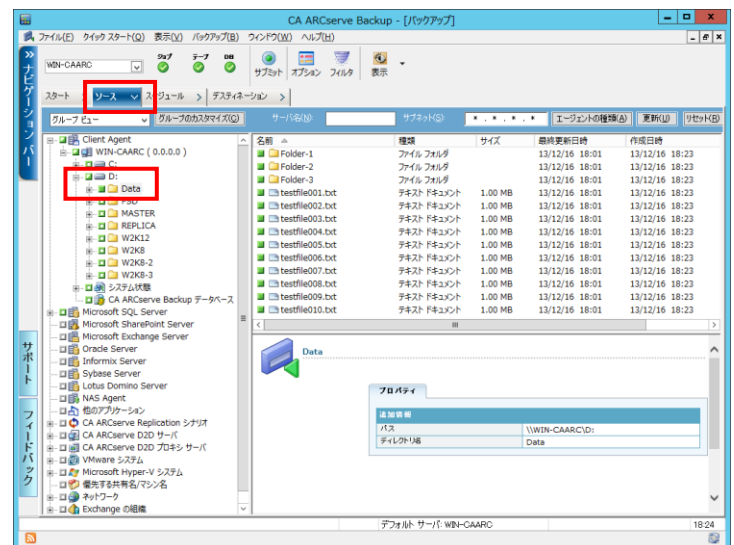 CA ARCserve Backup - [バックアップ]
ファイル(F) クイック スタート(Q) 表示(V) バックアップ(B) ウィンドウ(W) ヘルプ(H)
ジョブ テープ DB
WIN-CAARC
サブミット オプション フィルタ 表示
スタート > ソース スケジュール > デスティネーション >
グループ ビュー グループのカスタマイズ(C) サーバ名(N) サブネット(S) * . * . * . * エージェントの種類(A) 更新(U) リセット(R)
ナビゲーション バー
サポート
フィードバック
Client Agent
WIN-CAARC ( 0.0.0.0 )
C:
D:
Data
PSD
MASTER
REPLICA
W2K12
W2K8
W2K8-2
W2K8-3
システム状態
CA ARCserve Backup データベース
Microsoft SQL Server
Microsoft SharePoint Server
Microsoft Exchange Server
Oracle Server
Informix Server
Sybase Server
Lotus Domino Server
NAS Agent
他のアプリケーション
CA ARCserve Replication シナリオ
CA ARCserve D2D サーバ
CA ARCserve D2D プロキシ サーバ
VMware システム
Microsoft Hyper-V システム
優先する共有名/マシン名
ネットワーク
Exchange の組織
名前 種類 サイズ 最終更新日時 作成日時
Folder-1 ファイル フォルダ 13/12/16 18:01 13/12/16 18:23
Folder-2 ファイル フォルダ 13/12/16 18:01 13/12/16 18:23
Folder-3 ファイル フォルダ 13/12/16 18:01 13/12/16 18:23
testfile001.txt テキスト ドキュメント 1.00 MB 13/12/16 18:01 13/12/16 18:23
testfile002.txt テキスト ドキュメント 1.00 MB 13/12/16 18:01 13/12/16 18:23
testfile003.txt テキスト ドキュメント 1.00 MB 13/12/16 18:01 13/12/16 18:23
testfile004.txt テキスト ドキュメント 1.00 MB 13/12/16 18:01 13/12/16 18:23
testfile005.txt テキスト ドキュメント 1.00 MB 13/12/16 18:01 13/12/16 18:23
testfile006.txt テキスト ドキュメント 1.00 MB 13/12/16 18:01 13/12/16 18:23
testfile007.txt テキスト ドキュメント 1.00 MB 13/12/16 18:01 13/12/16 18:23
testfile008.txt テキスト ドキュメント 1.00 MB 13/12/16 18:01 13/12/16 18:23
testfile009.txt テキスト ドキュメント 1.00 MB 13/12/16 18:01 13/12/16 18:23
testfile010.txt テキスト ドキュメント 1.00 MB 13/12/16 18:01 13/12/16 18:23
Data
プロパティ
追加情報
パス \\WIN-CAARC\D:
ディレクトリ名 Data
デフォルト サーバ: WIN-CAARC 18:24